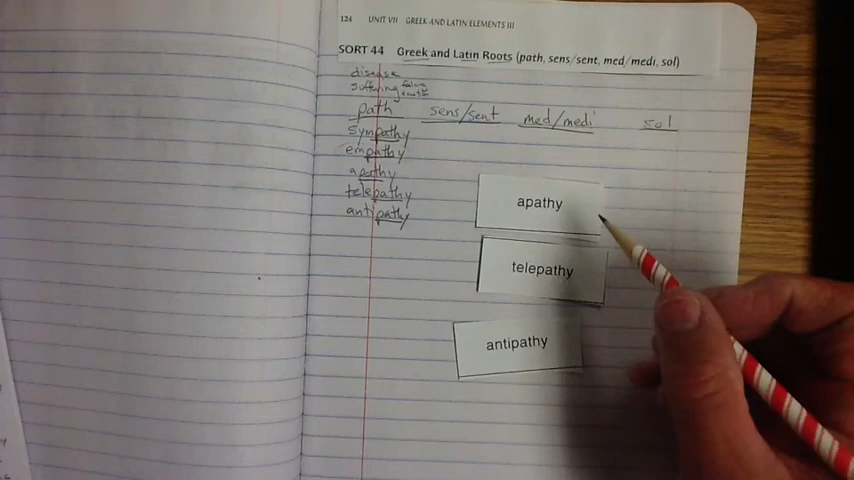 124 UNIT VII GREEK AND LATIN ELEMENTS III
SORT 44 Greek and Latin Roots (path, sens/sent, med/medi, sol)
disease
suffering
path sens/sent med/medi sol
sympathy
empathy
apathy
telepathy
antipathy
apathy
telepathy
antipathy